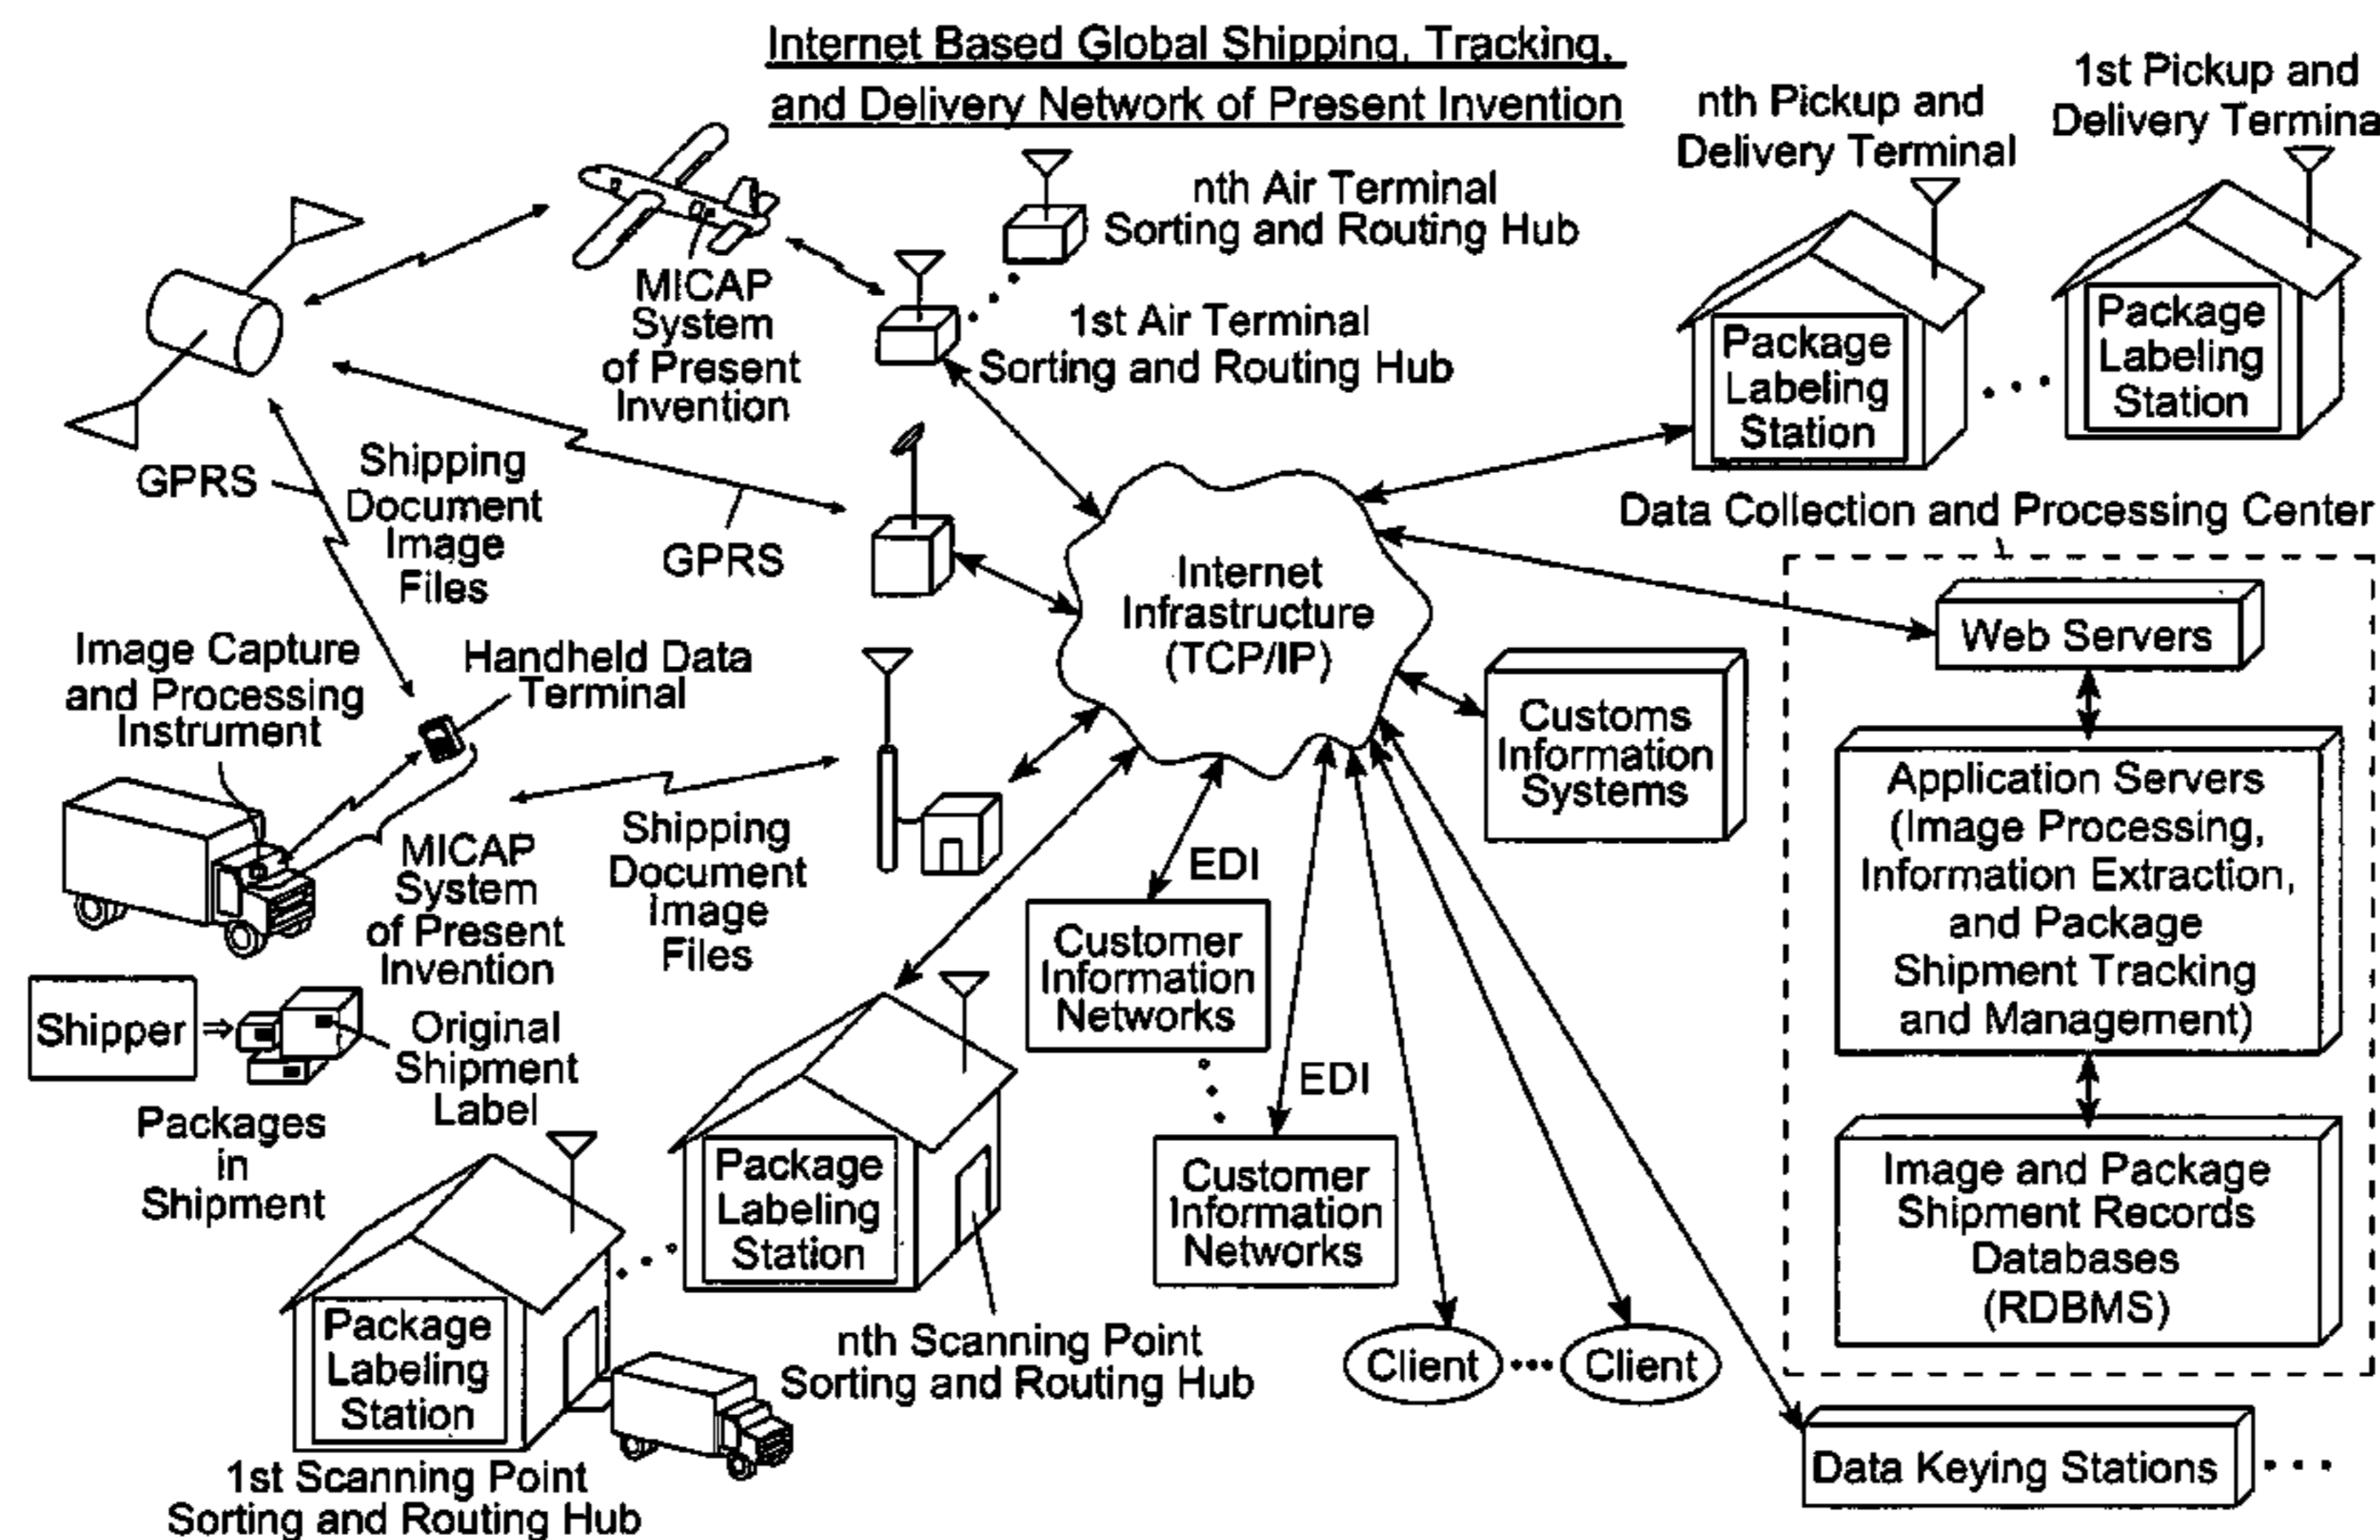 Internet Based Global Shipping, Tracking,
and Delivery Network of Present Invention
nth Pickup and
Delivery Terminal
1st Pickup and
Delivery Termina
nth Air Terminal
Sorting and Routing Hub
MICAP
System
of Present
Invention
1st Air Terminal
Sorting and Routing Hub
Package
Labeling
Station
Package
Labeling
Station
GPRS
Shipping
Document
Image
Files
GPRS
Internet
Infrastructure
(TCP/IP)
Data Collection and Processing Center
Web Servers
Application Servers
(Image Processing,
Information Extraction,
and Package
Shipment Tracking
and Management)
Image and Package
Shipment Records
Databases
(RDBMS)
Image Capture
and Processing
Instrument
Handheld Data
Terminal
Customs
Information
Systems
MICAP
System
of Present
Invention
Shipping
Document
Image
Files
EDI
Customer
Information
Networks
EDI
Customer
Information
Networks
Shipper
Original
Shipment
Label
Packages
in
Shipment
Package
Labeling
Station
nth Scanning Point
Sorting and Routing Hub
Package
Labeling
Station
1st Scanning Point
Sorting and Routing Hub
Client
Client
Data Keying Stations